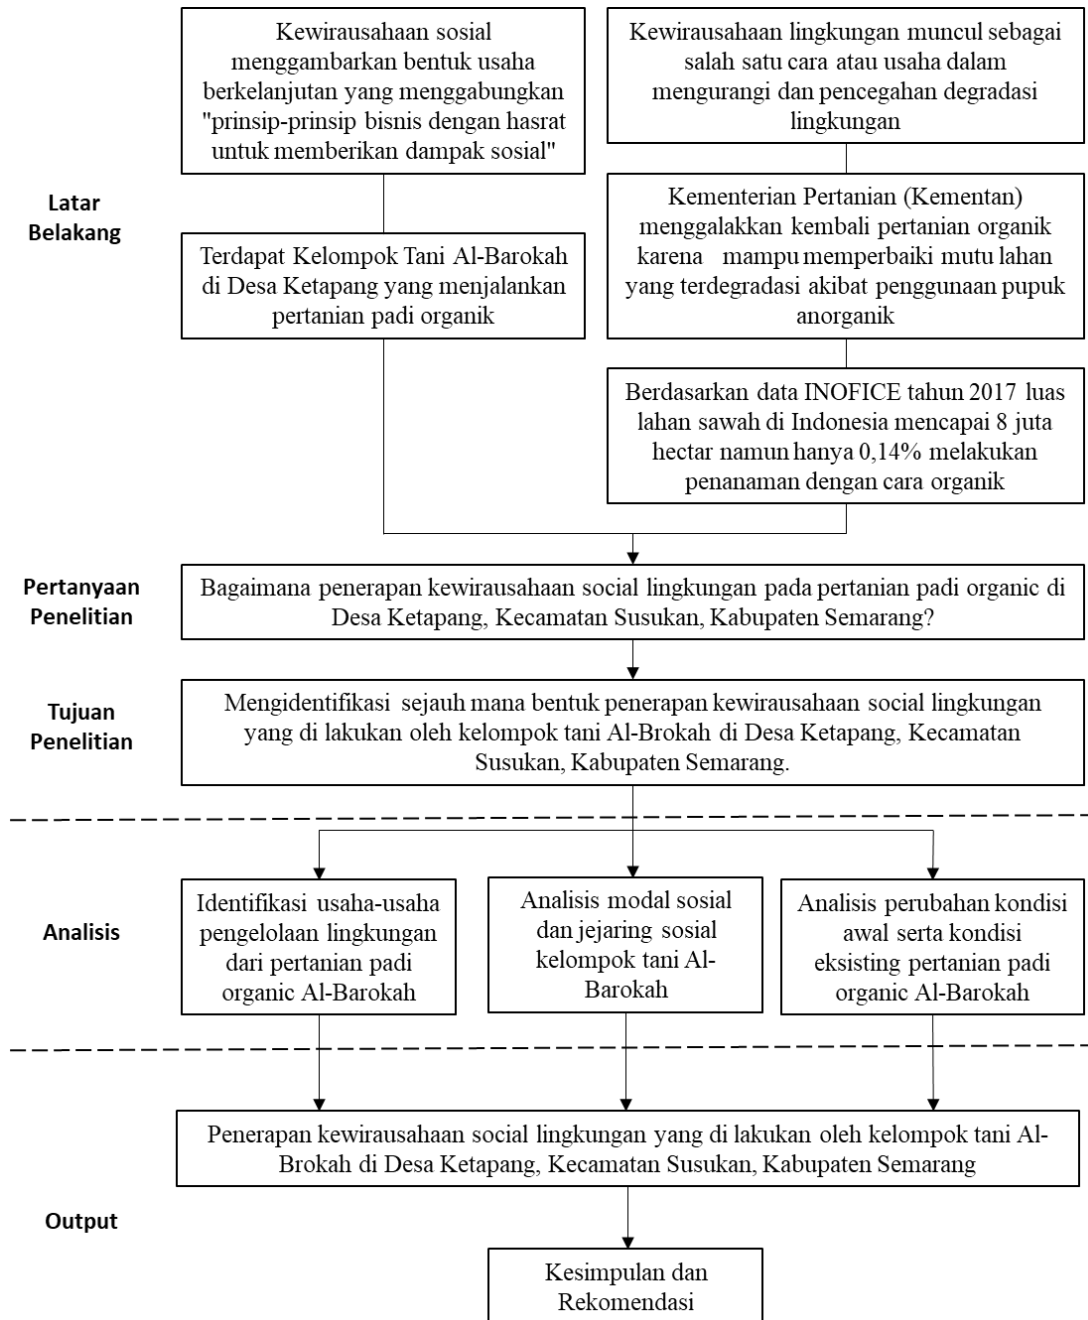 Kewirausahaan sosial
menggambarkan bentuk usaha
berkelanjutan yang menggabungkan
"prinsip-prinsip bisnis dengan hasrat
untuk memberikan dampak sosial"
Kewirausahaan lingkungan muncul sebagai
salah satu cara atau usaha dalam
mengurangi dan pencegahan degradasi
lingkungan
Latar
Belakang
Terdapat Kelompok Tani Al-Barokah
di Desa Ketapang yang menjalankan
pertanian padi organik
Kementerian Pertanian (Kementan)
menggalakkan kembali pertanian organik
karena mampu memperbaiki mutu lahan
yang terdegradasi akibat penggunaan pupuk
anorganik
Berdasarkan data INOFICE tahun 2017 luas
lahan sawah di Indonesia mencapai 8 juta
hectar namun hanya 0,14% melakukan
penanaman dengan cara organik
Pertanyaan
Penelitian
Bagaimana penerapan kewirausahaan social lingkungan pada pertanian padi organic di
Desa Ketapang, Kecamatan Susukan, Kabupaten Semarang?
Tujuan
Penelitian
Mengidentifikasi sejauh mana bentuk penerapan kewirausahaan social lingkungan
yang di lakukan oleh kelompok tani Al-Brokah di Desa Ketapang, Kecamatan
Susukan, Kabupaten Semarang.
Analisis
Identifikasi usaha-usaha
pengelolaan lingkungan
dari pertanian padi
organic Al-Barokah
Analisis modal sosial
dan jejaring sosial
kelompok tani Al-
Barokah
Analisis perubahan kondisi
awal serta kondisi
eksisting pertanian padi
organic Al-Barokah
Penerapan kewirausahaan social lingkungan yang di lakukan oleh kelompok tani Al-
Brokah di Desa Ketapang, Kecamatan Susukan, Kabupaten Semarang
Output
Kesimpulan dan
Rekomendasi